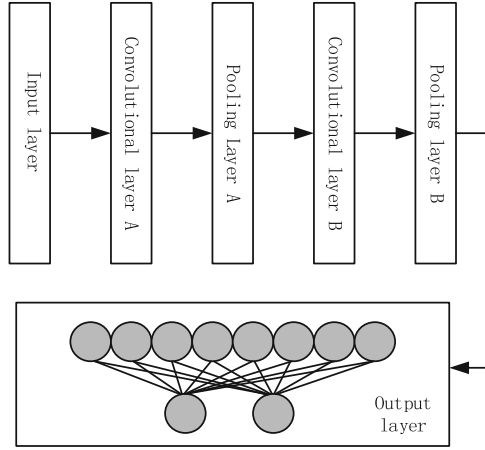 Input layer
Convolutional layer A
Pooling Layer A
Convolutional layer B
Pooling layer B
Output
layer